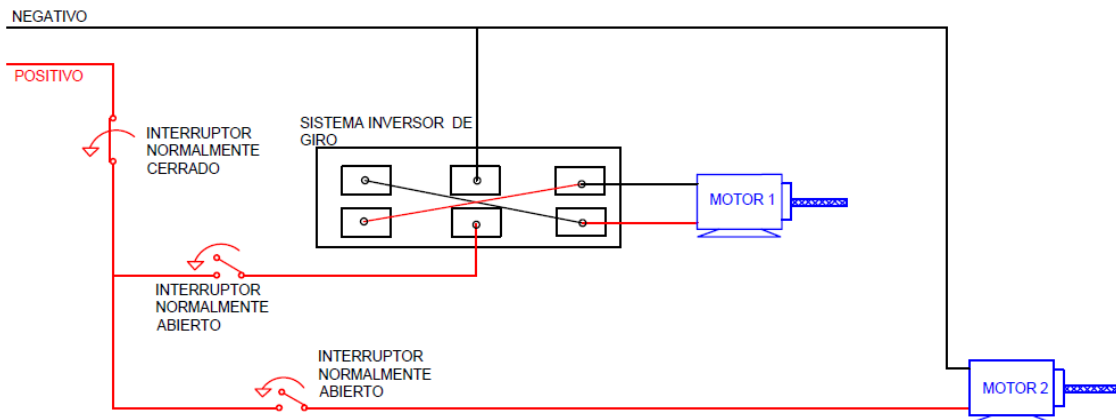 NEGATIVO
POSITIVO
INTERRUPTOR
NORMALMENTE
CERRADO
SISTEMA INVERSOR DE
GIRO
MOTOR 1
INTERRUPTOR
NORMALMENTE
ABIERTO
INTERRUPTOR
NORMALMENTE
ABIERTO
MOTOR 2